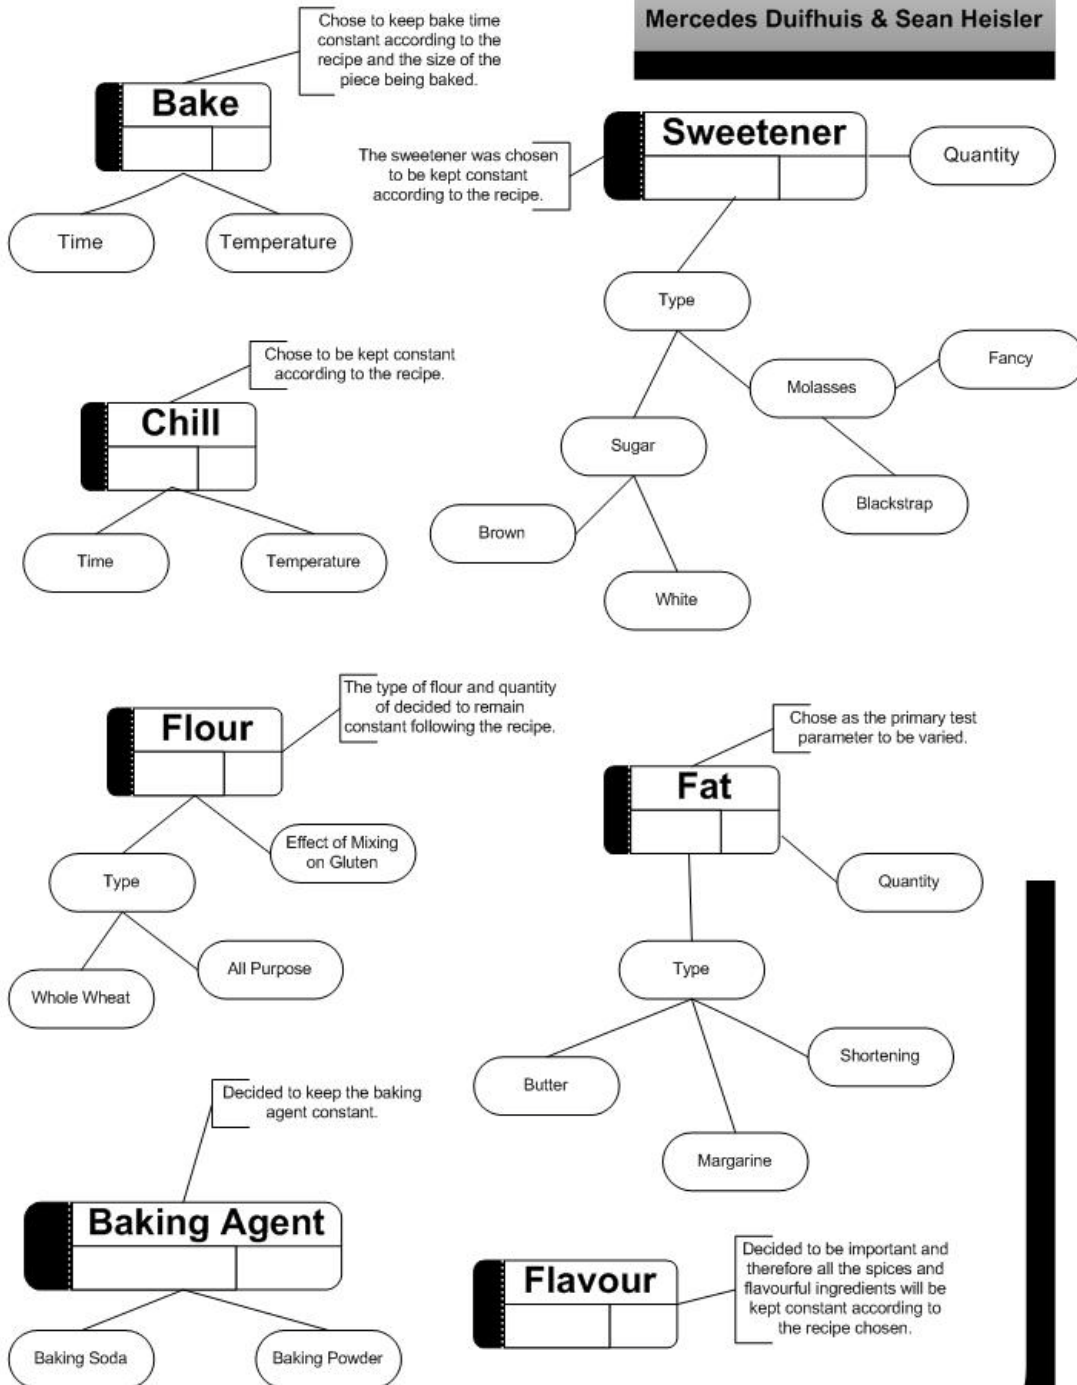 Mercedes Duifhuis & Sean Heisler
Chose to keep bake time
constant according to the
recipe and the size of the
piece being baked.
Bake
Time
Temperature
Sweetener
The sweetener was chosen
to be kept constant
according to the recipe.
Quantity
Type
Fancy
Molasses
Sugar
Blackstrap
Brown
White
Chose to be kept constant
according to the recipe.
Chill
Time
Temperature
The type of flour and quantity
of decided to remain
constant following the recipe.
Flour
Effect of Mixing
on Gluten
Type
All Purpose
Whole Wheat
Chose as the primary test
parameter to be varied.
Fat
Quantity
Type
Shortening
Butter
Margarine
Decided to keep the baking
agent constant.
Baking Agent
Baking Soda
Baking Powder
Flavour
Decided to be important and
therefore all the spices and
flavourful ingredients will be
kept constant according to
the recipe chosen.